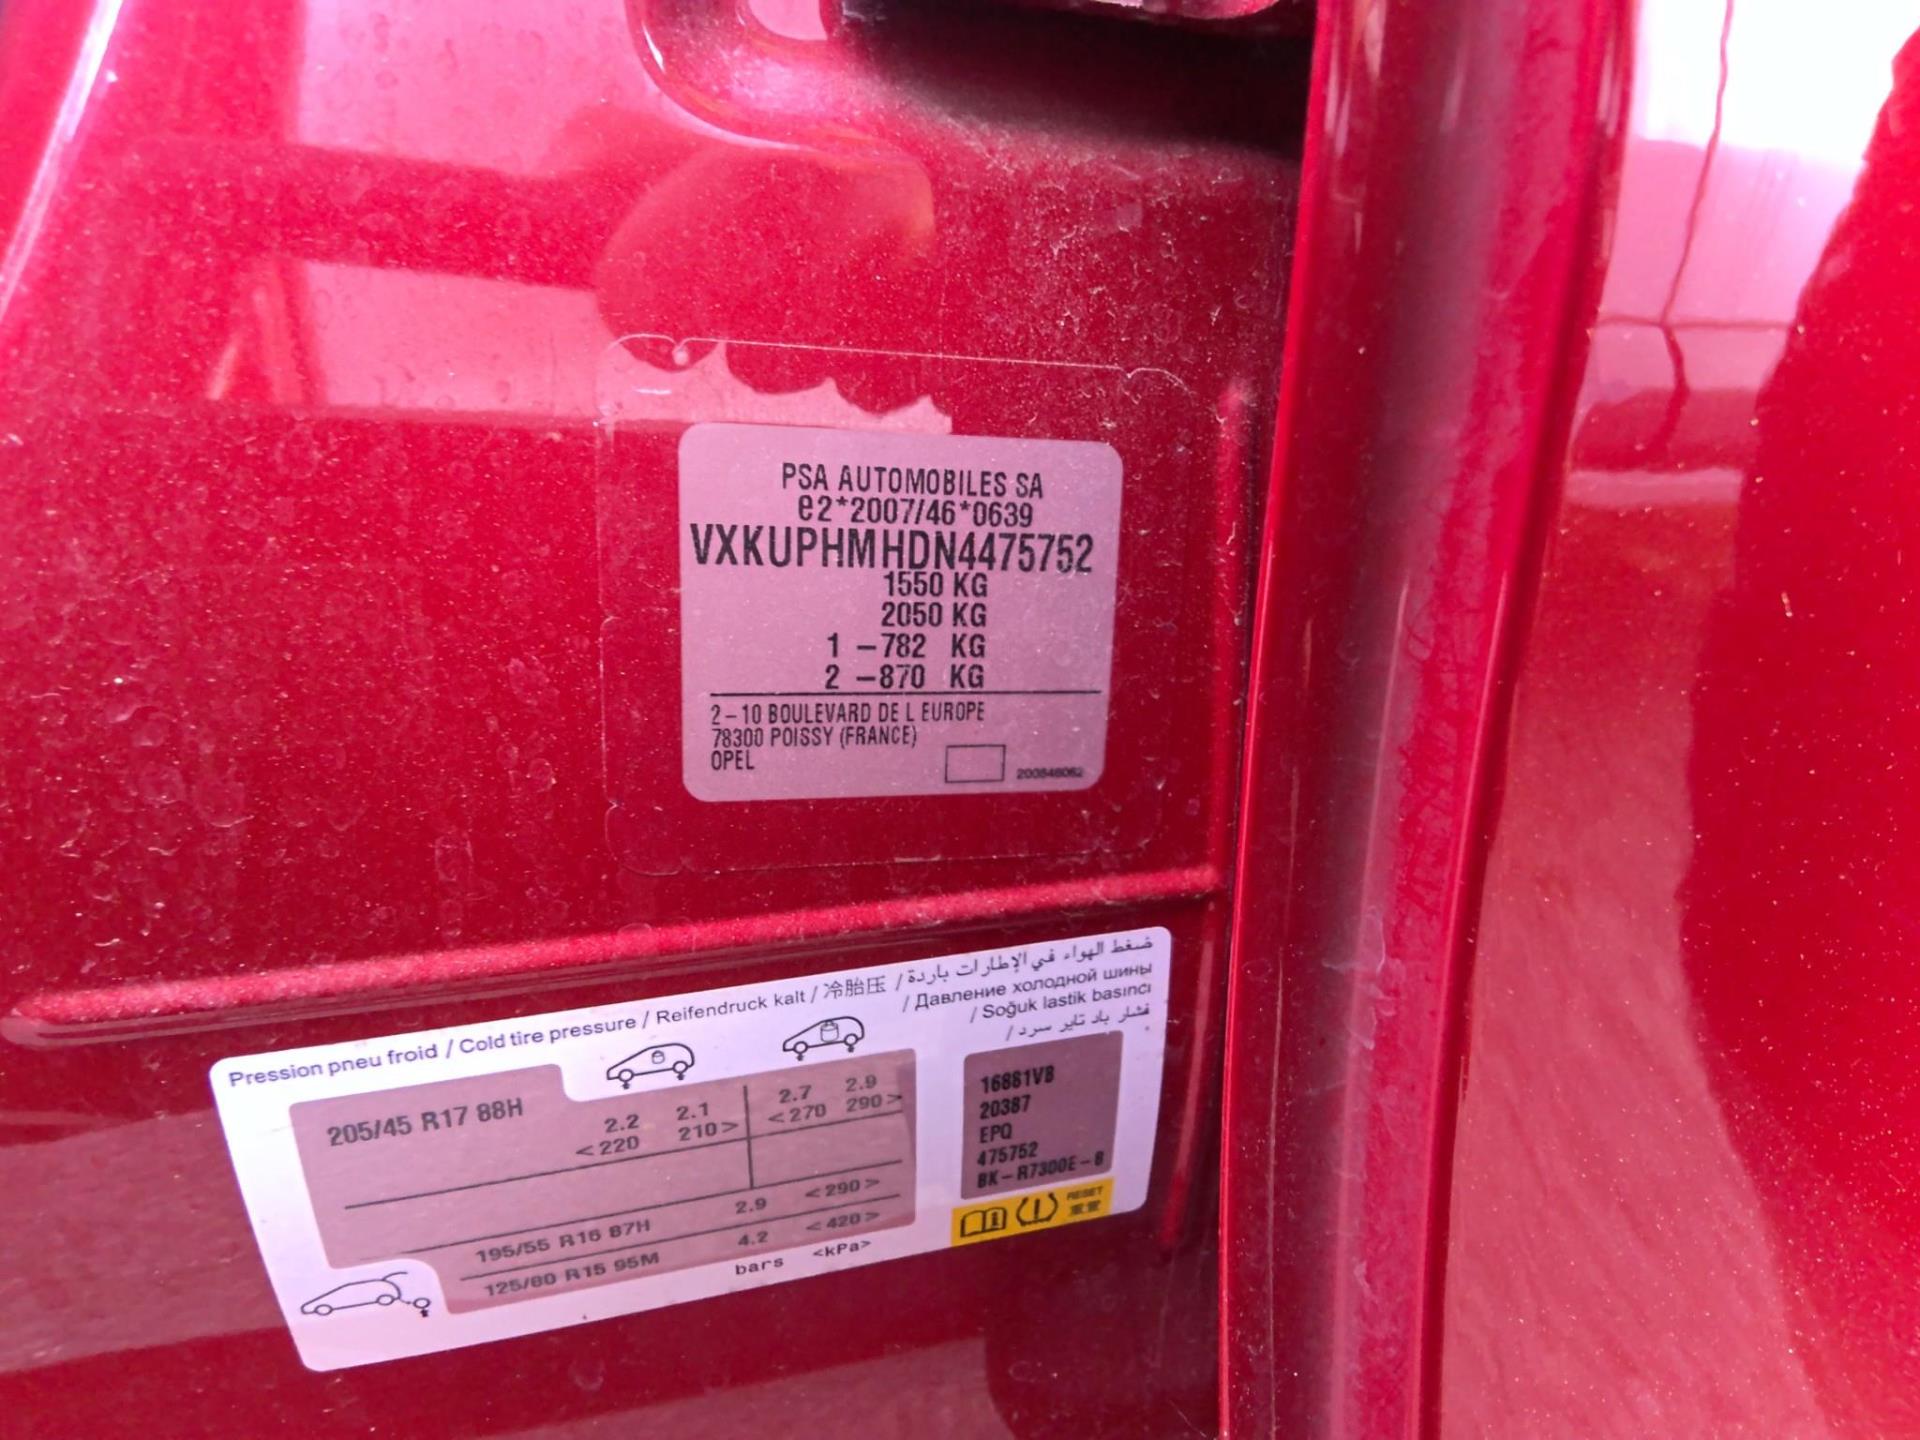 PSA AUTOMOBILES SA
e2*2007/46*0639
VXKUPHMHDN4475752
1550 KG
2050 KG
1 -782 KG
2 -870 KG
2-10 BOULEVARD DE L EUROPE
78300 POISSY (FRANCE)
OPEL
200846062
Pression pneu froid / Cold tire pressure / Reifendruck kalt / 冷胎压 / ضغط الهواء في الإطارات باردة
/ Давление холодной шины
/ Soğuk lastik basıncı
/ فشار باد تایر سرد
205/45 R17 88H
2.2 2.1 2.7 2.9
<220 210> <270 290>
195/55 R16 87H 2.9 <290>
125/80 R15 95M 4.2 <420>
bars <kPa>
16881VB
20387
EPQ
475752
BK-R7300E-B
RESET
重置